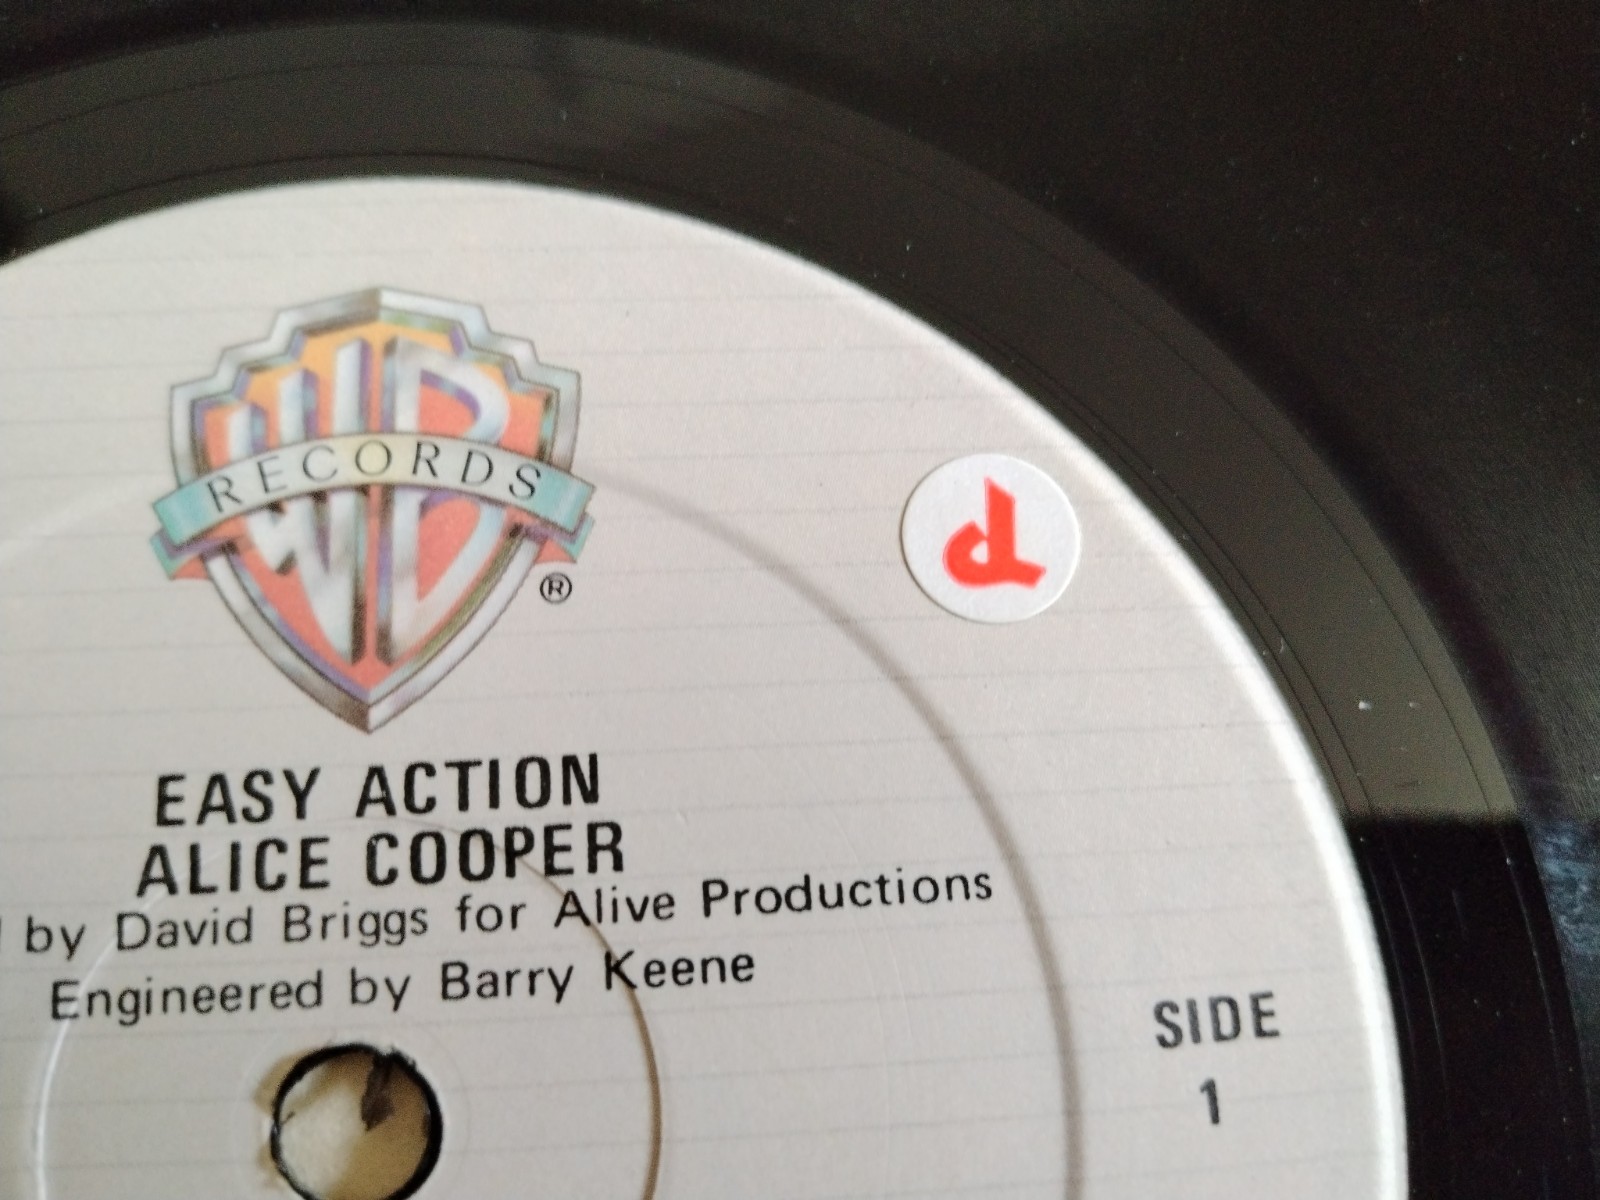 WB
RECORDS
®
d
EASY ACTION
ALICE COOPER
by David Briggs for Alive Productions
Engineered by Barry Keene
SIDE
1